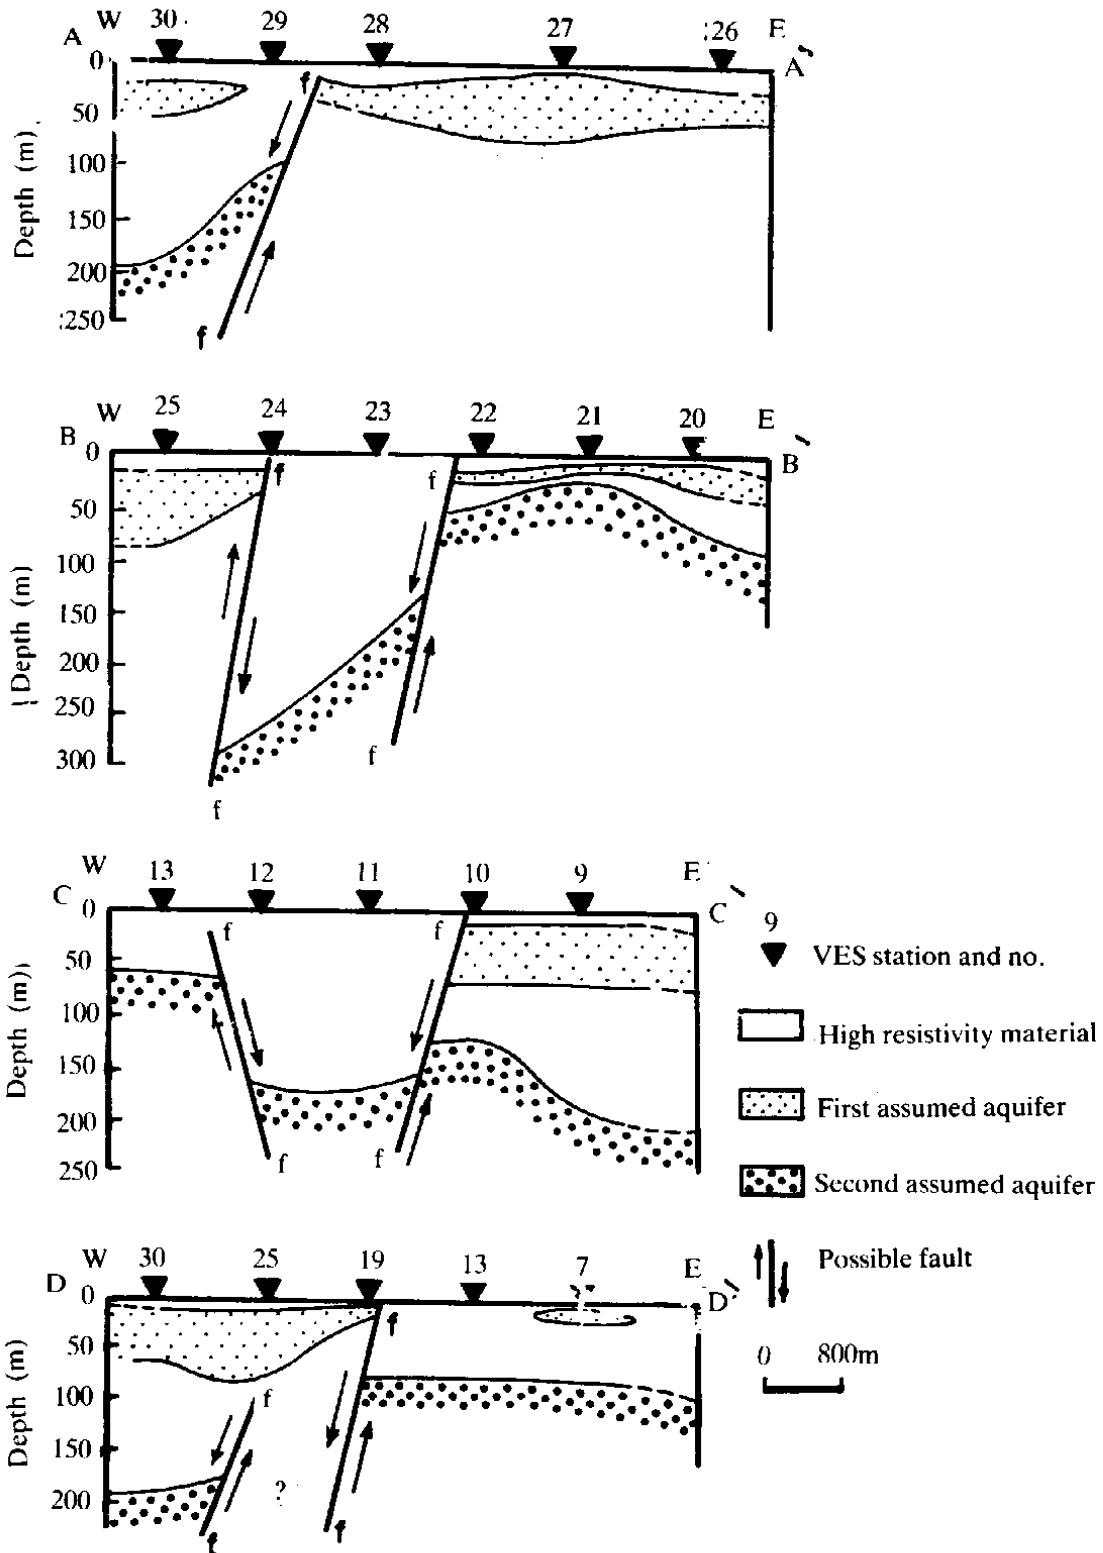 W 30 29 28 27 26 E
A A'
0
50
100
150
200
250
Depth (m)
f
f
W 25 24 23 22 21 20 E
B B'
0
50
100
150
200
250
300
Depth (m)
f f
f
f
W 13 12 11 10 9 E
C C'
0
50
100
150
200
250
Depth (m)
f f
f f
9
VES station and no.
High resistivity material
First assumed aquifer
Second assumed aquifer
Possible fault
0 800m
W 30 25 19 13 7 E
D D'
0
50
100
150
200
Depth (m)
f
f
?
f f